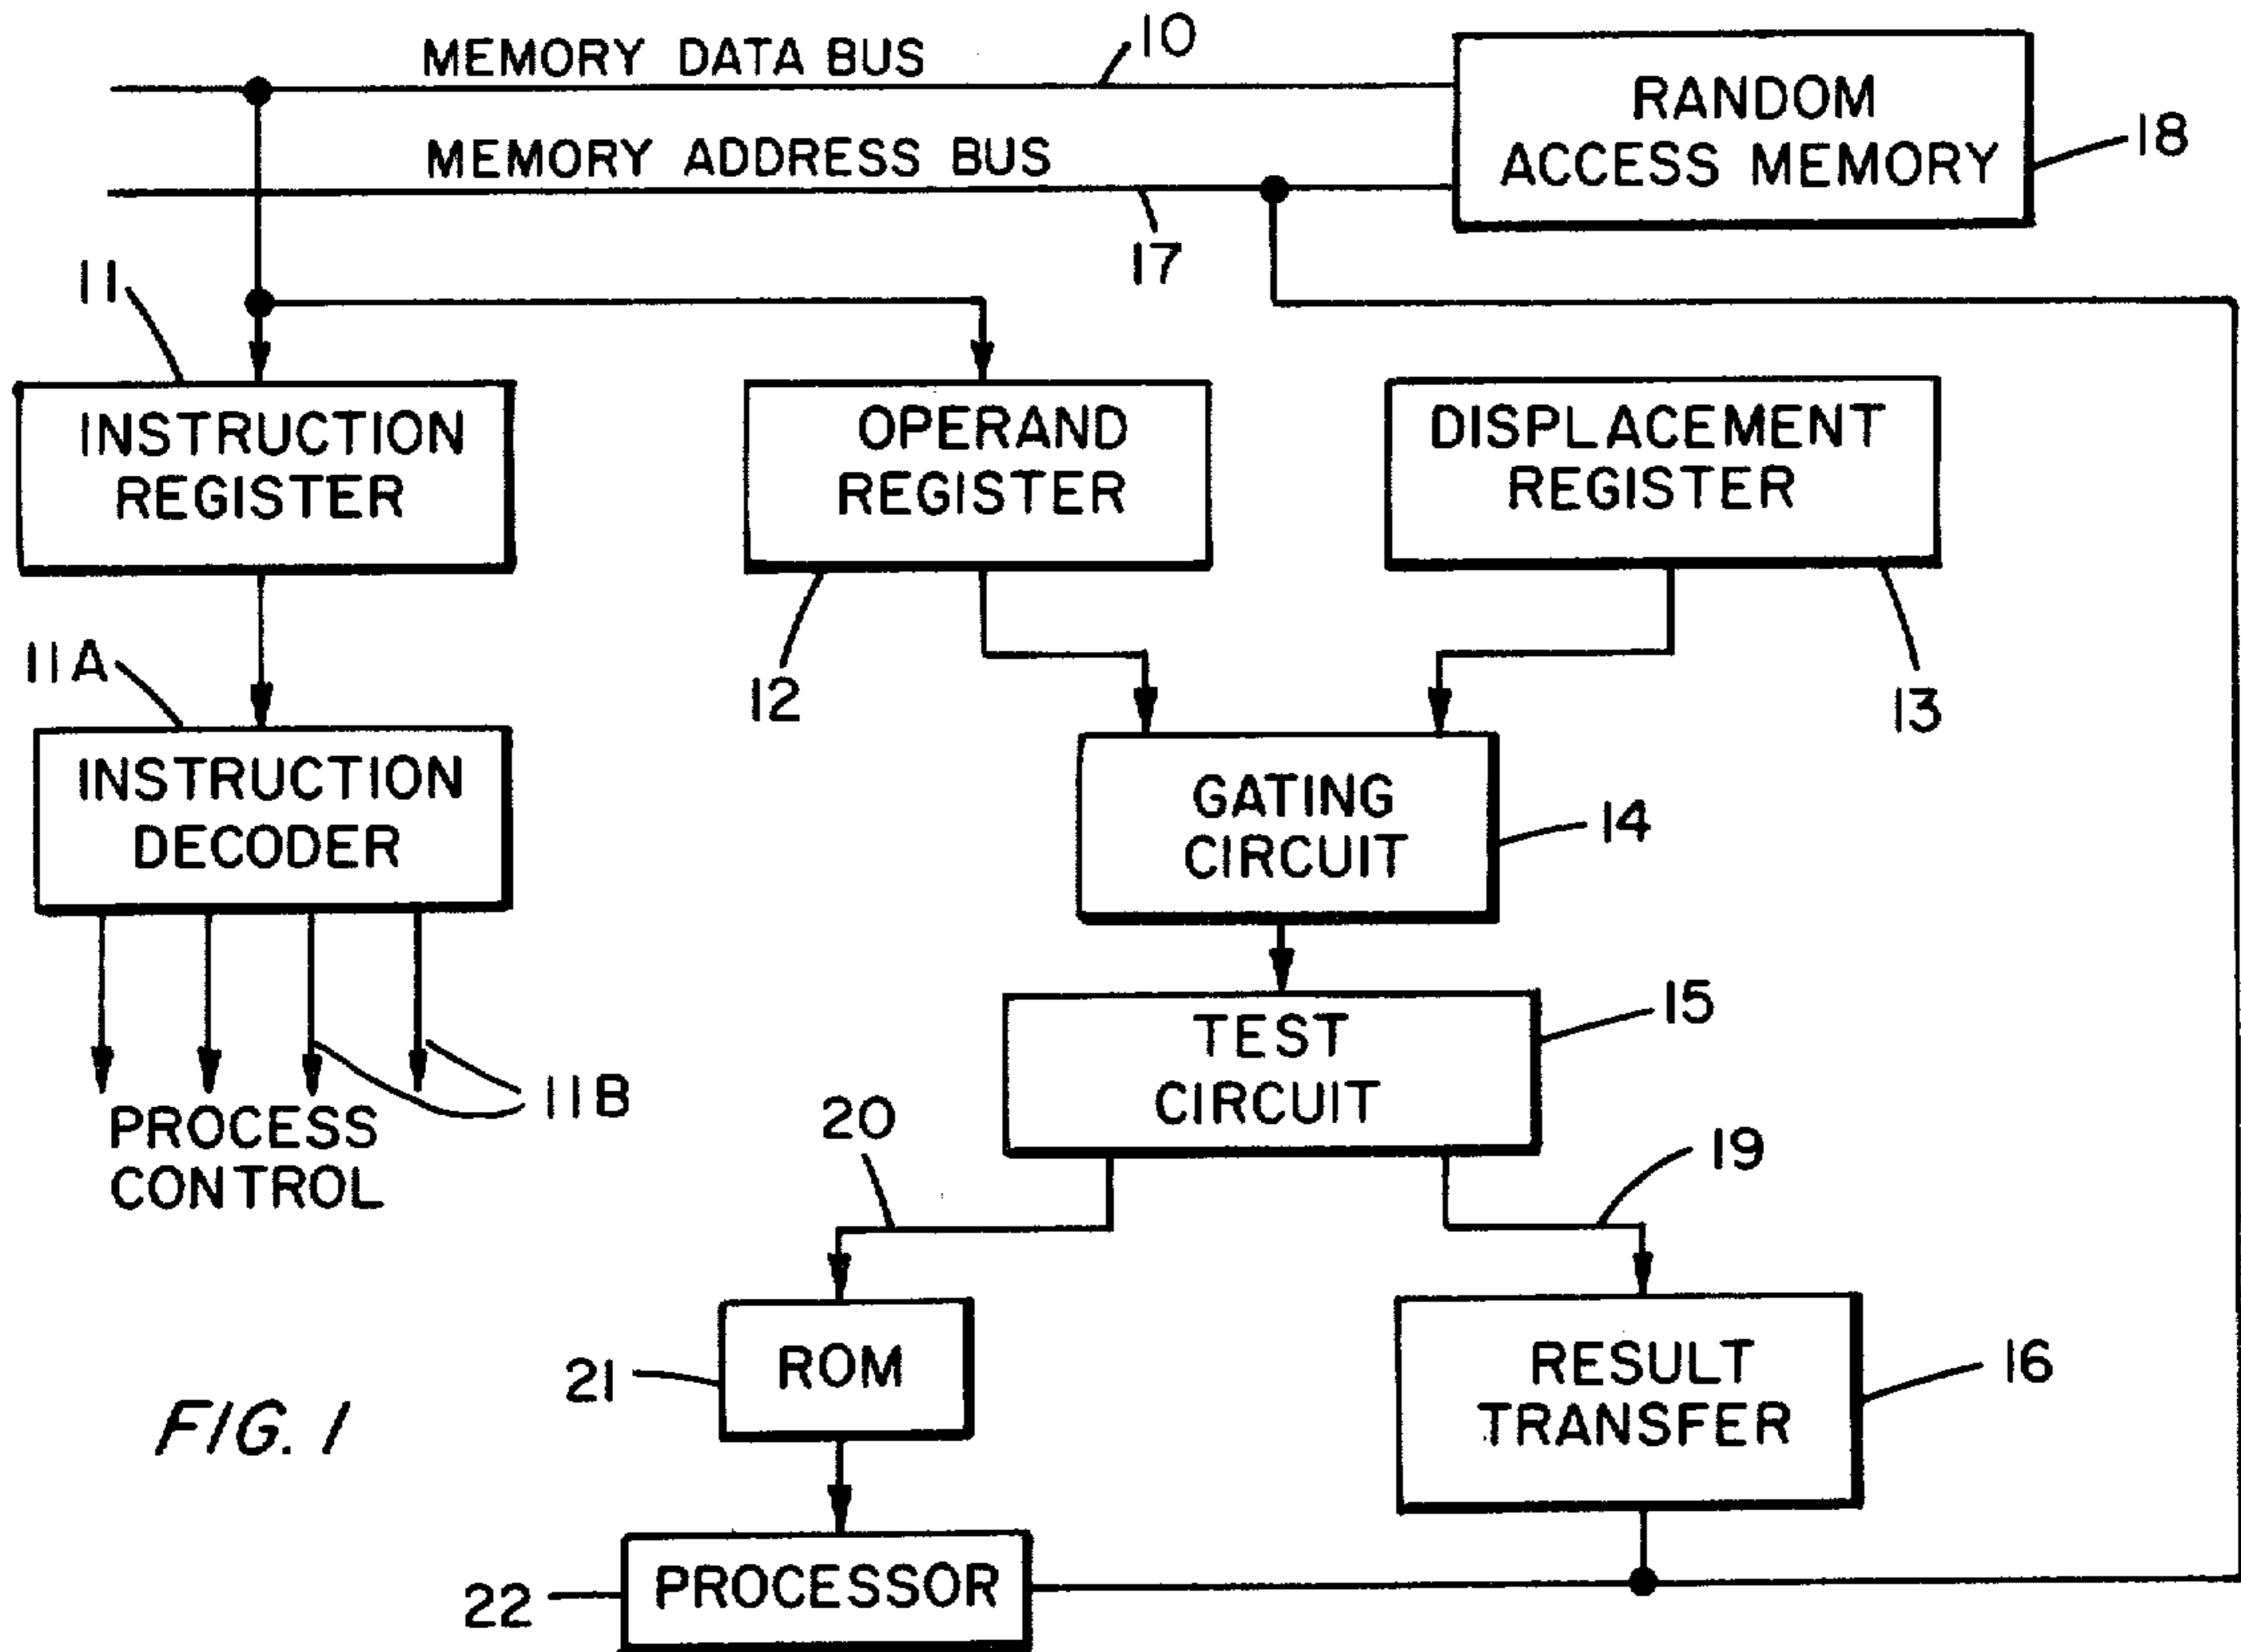 MEMORY DATA BUS
10
RANDOM
ACCESS MEMORY
18
MEMORY ADDRESS BUS
17
11
INSTRUCTION
REGISTER
OPERAND
REGISTER
DISPLACEMENT
REGISTER
11A
12
13
INSTRUCTION
DECODER
GATING
CIRCUIT
14
15
TEST
CIRCUIT
11B
PROCESS
CONTROL
20
19
21
ROM
RESULT
TRANSFER
16
FIG. 1
22
PROCESSOR